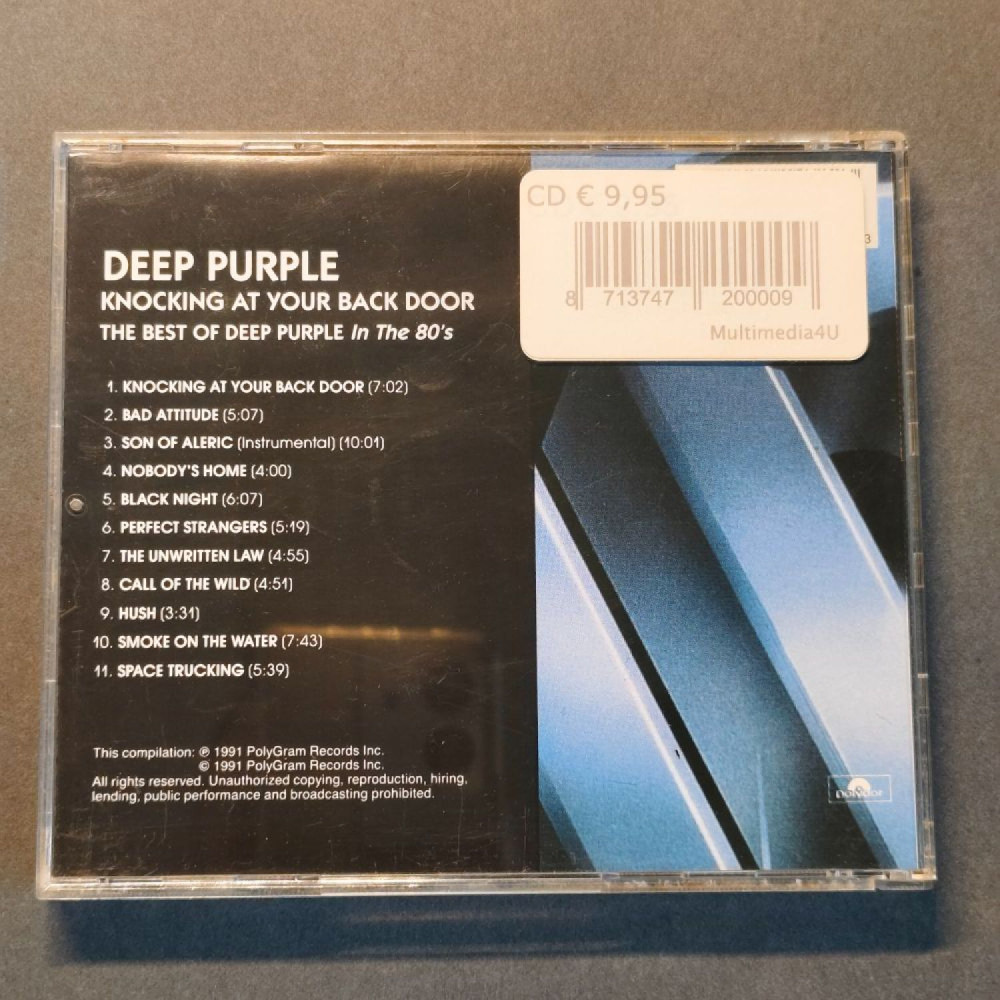 CD € 9,95
8 713747 200009
Multimedia4U
3
DEEP PURPLE
KNOCKING AT YOUR BACK DOOR
THE BEST OF DEEP PURPLE In The 80's
1. KNOCKING AT YOUR BACK DOOR (7:02)
2. BAD ATTITUDE (5:07)
3. SON OF ALERIC (Instrumental) (10:01)
4. NOBODY'S HOME (4:00)
5. BLACK NIGHT (6:07)
6. PERFECT STRANGERS (5:19)
7. THE UNWRITTEN LAW (4:55)
8. CALL OF THE WILD (4:51)
9. HUSH (3:31)
10. SMOKE ON THE WATER (7:43)
11. SPACE TRUCKING (5:39)
This compilation: ℗ 1991 PolyGram Records Inc.
© 1991 PolyGram Records Inc.
All rights reserved. Unauthorized copying, reproduction, hiring,
lending, public performance and broadcasting prohibited.
polydor